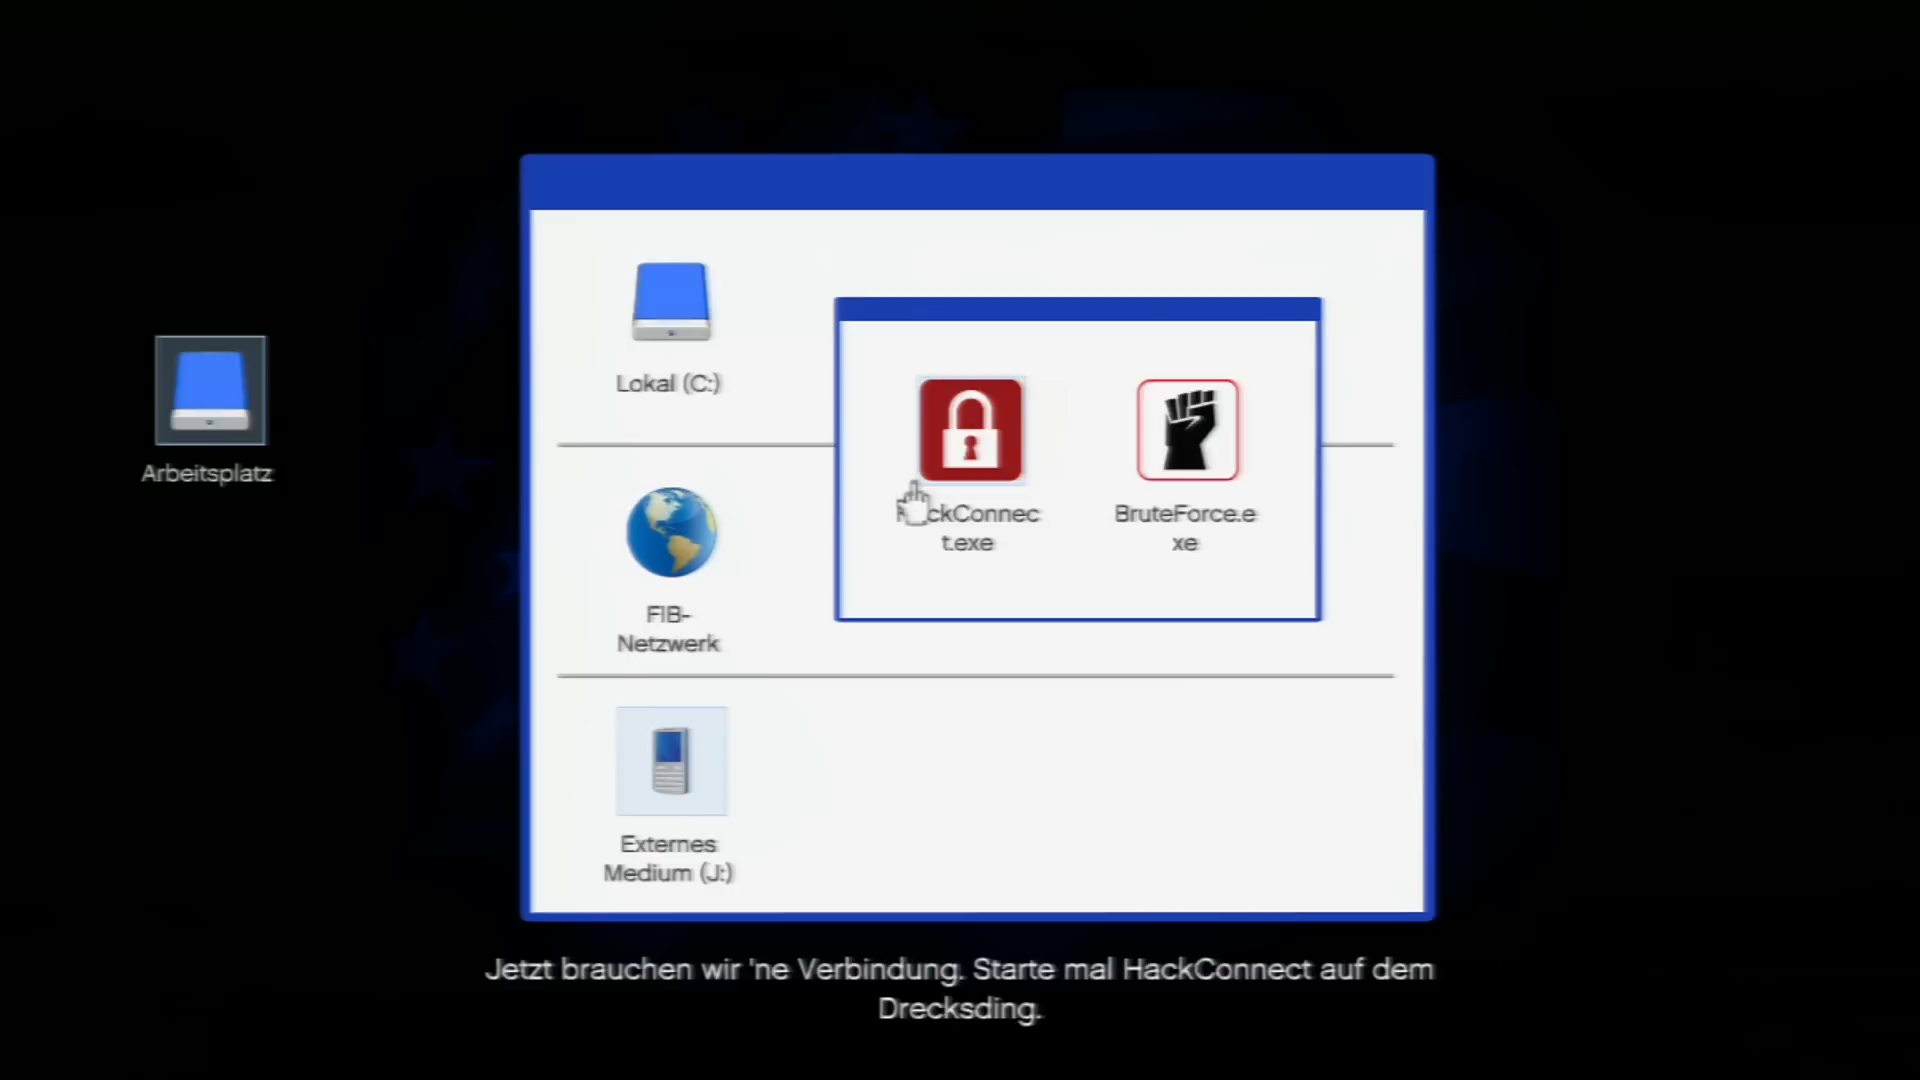 Arbeitsplatz
Lokal (C:)
ckConnec
t.exe
BruteForce.e
xe
FIB-
Netzwerk
Externes
Medium (J:)
Jetzt brauchen wir 'ne Verbindung. Starte mal HackConnect auf dem
Drecksding.